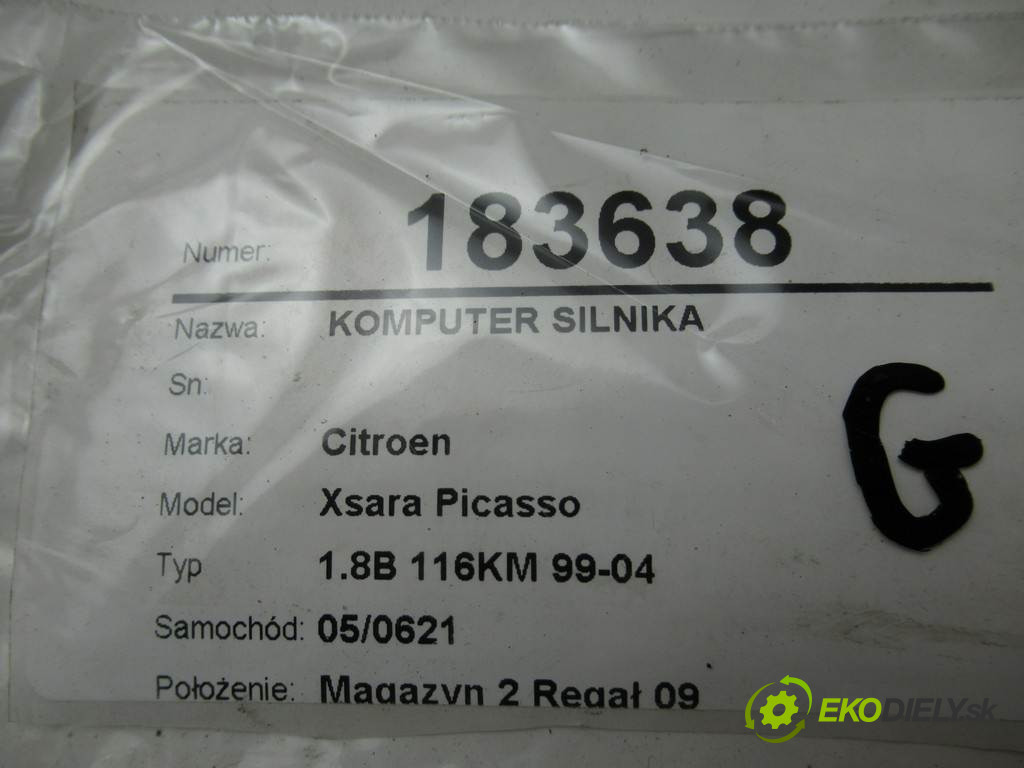 Numer: 183638
Nazwa: KOMPUTER SILNIKA
Sn:
Marka: Citroen
Model: Xsara Picasso
Typ 1.8B 116KM 99-04
Samochód: 05/0621
Położenie: Magazyn 2 Regał 09
G
EKODIELY.sk